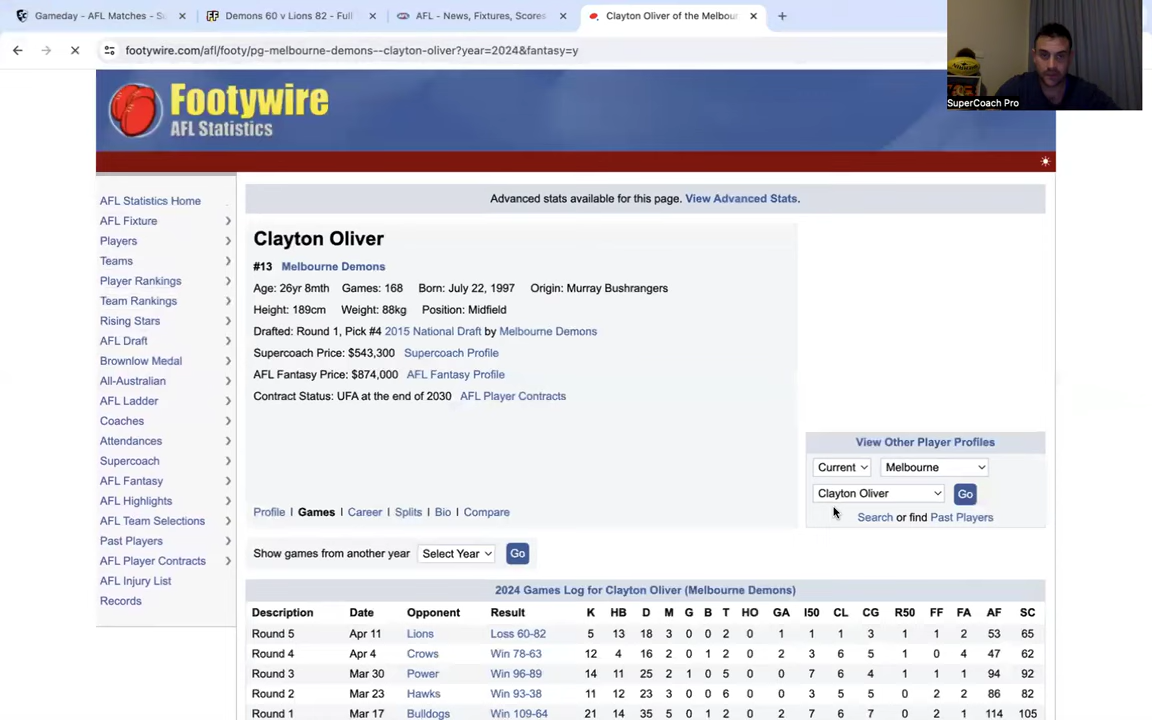 Gameday - AFL Matches - S
Demons 60 v Lions 82 - Full
AFL - News, Fixtures, Scores
Clayton Oliver of the Melbou
footywire.com/afl/footy/pg-melbourne-demons--clayton-oliver?year=2024&fantasy=y
SuperCoach Pro
Footywire
AFL Statistics
AFL Statistics Home
AFL Fixture
Players
Teams
Player Rankings
Team Rankings
Rising Stars
AFL Draft
Brownlow Medal
All-Australian
AFL Ladder
Coaches
Attendances
Supercoach
AFL Fantasy
AFL Highlights
AFL Team Selections
Past Players
AFL Player Contracts
AFL Injury List
Records
Advanced stats available for this page. View Advanced Stats.
Clayton Oliver
#13 Melbourne Demons
Age: 26yr 8mth Games: 168 Born: July 22, 1997 Origin: Murray Bushrangers
Height: 189cm Weight: 88kg Position: Midfield
Drafted: Round 1, Pick #4 2015 National Draft by Melbourne Demons
Supercoach Price: $543,300 Supercoach Profile
AFL Fantasy Price: $874,000 AFL Fantasy Profile
Contract Status: UFA at the end of 2030 AFL Player Contracts
View Other Player Profiles
Current Melbourne
Clayton Oliver Go
Search or find Past Players
Profile | Games | Career | Splits | Bio | Compare
Show games from another year Select Year Go
2024 Games Log for Clayton Oliver (Melbourne Demons)
Description Date Opponent Result K HB D M G B T HO GA I50 CL CG R50 FF FA AF SC
Round 5 Apr 11 Lions Loss 60-82 5 13 18 3 0 0 2 0 1 1 1 3 1 1 2 53 65
Round 4 Apr 4 Crows Win 78-63 12 4 16 2 0 1 2 0 2 3 6 5 1 0 4 47 62
Round 3 Mar 30 Power Win 96-89 14 11 25 2 1 0 5 0 0 7 6 4 1 1 1 94 92
Round 2 Mar 23 Hawks Win 93-38 11 12 23 3 0 0 6 0 0 3 5 5 0 2 2 86 82
Round 1 Mar 17 Bulldogs Win 109-64 21 14 35 5 0 1 2 0 2 7 6 7 0 2 1 114 105